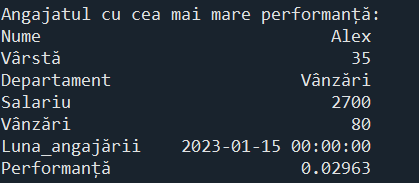 Angajatul cu cea mai mare performanță:
Nume Alex
Vârstă 35
Departament Vânzări
Salariu 2700
Vânzări 80
Luna_angajării 2023-01-15 00:00:00
Performanță 0.02963